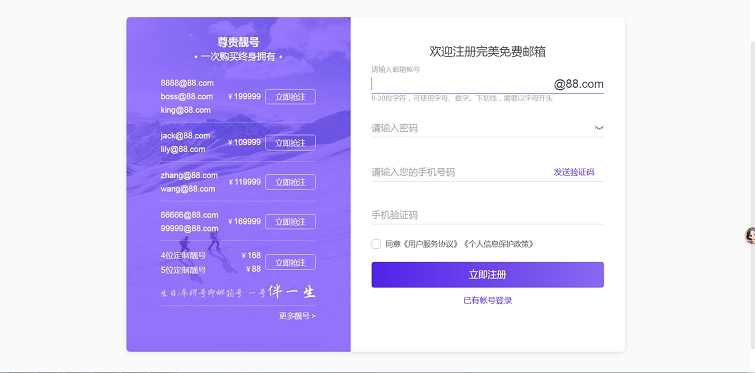 尊贵靓号
• 一次购买终身拥有 •
8888@88.com
boss@88.com ￥199999 立即抢注
king@88.com
jack@88.com
lily@88.com ￥109999 立即抢注
zhang@88.com
wang@88.com ￥119999 立即抢注
66666@88.com
99999@88.com ￥169999 立即抢注
4位定制靓号 ￥168
5位定制靓号 ￥88 立即抢注
生日/车牌号即邮箱号 一号伴一生
更多靓号 >
欢迎注册完美免费邮箱
请输入邮箱帐号
@88.com
6-20位字符，可使用字母、数字、下划线，需要以字母开头
请输入密码
请输入您的手机号码 发送验证码
手机验证码
同意《用户服务协议》《个人信息保护政策》
立即注册
已有帐号登录